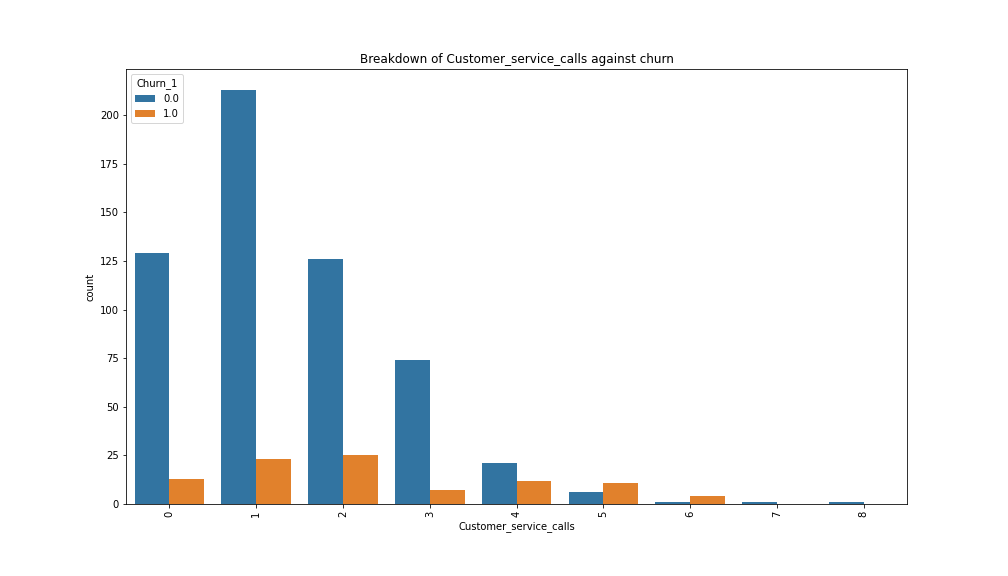 Breakdown of Customer_service_calls against churn
Churn_1
0.0
1.0
200
175
150
125
100
75
50
25
0
count
0 1 2 3 4 5 6 7 8
Customer_service_calls